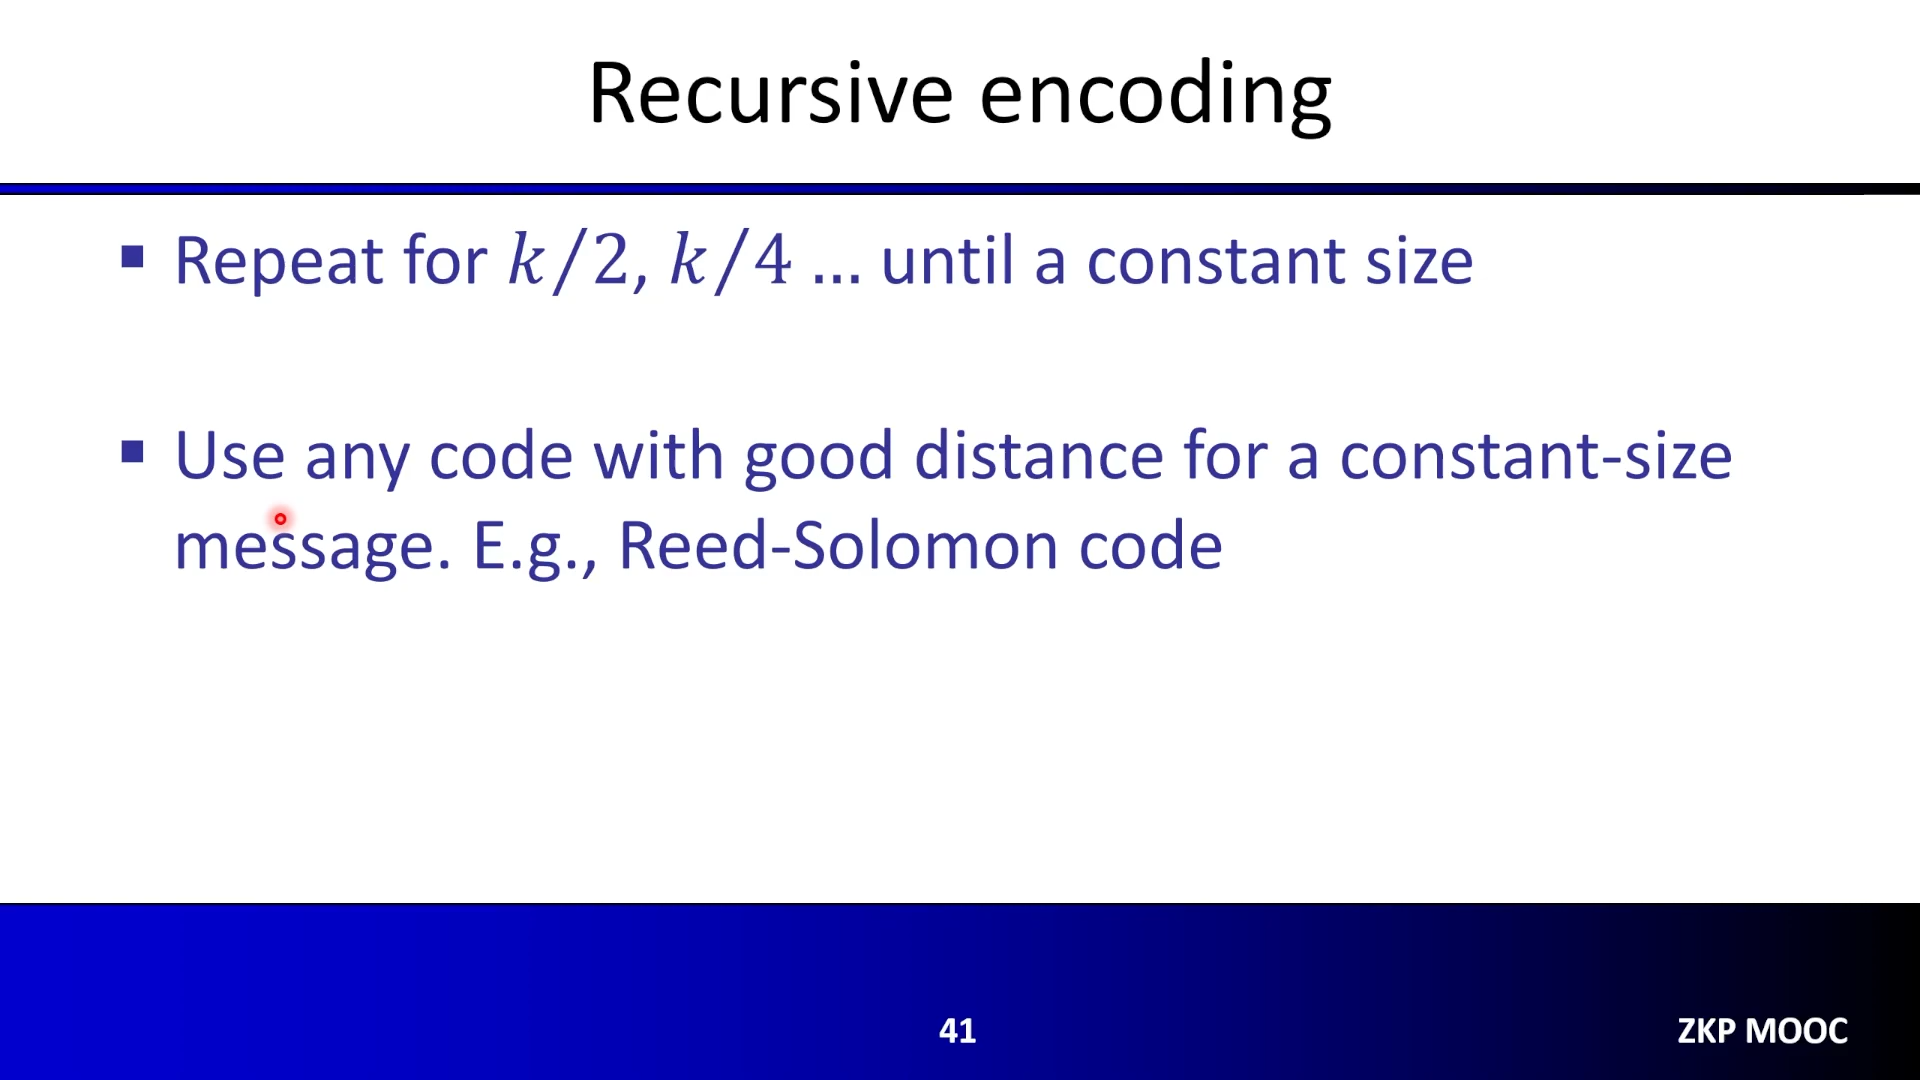 Recursive encoding
▪ Repeat for k/2, k/4 ... until a constant size
▪ Use any code with good distance for a constant-size
message. E.g., Reed-Solomon code
41
ZKP MOOC